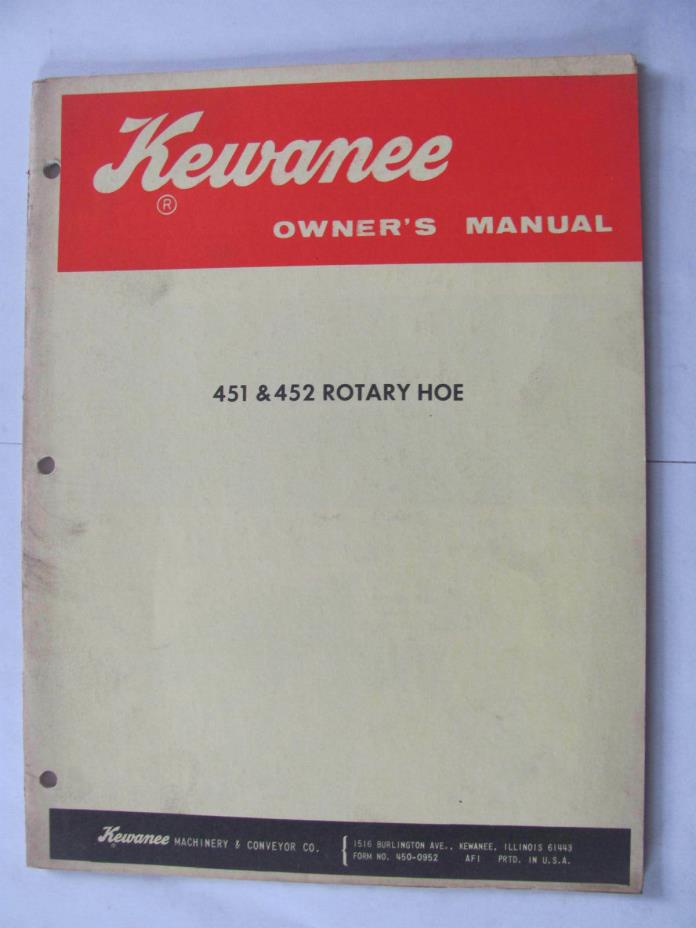 Kewanee
®
OWNER'S MANUAL
451 & 452 ROTARY HOE
Kewanee MACHINERY & CONVEYOR CO.
®
1516 BURLINGTON AVE., KEWANEE, ILLINOIS 61443
FORM NO. 450-0952 AF1 PRTD. IN U.S.A.